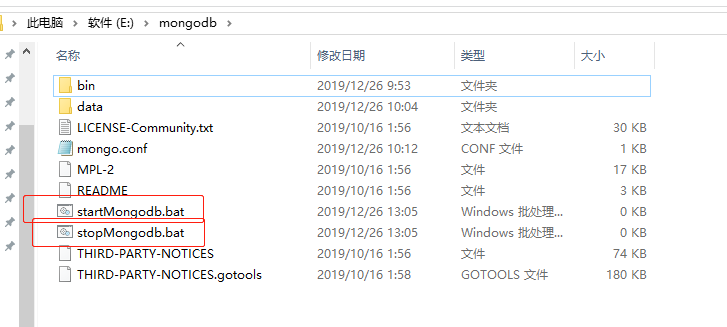 此电脑 > 软件 (E:) > mongodb >
名称 修改日期 类型 大小
bin 2019/12/26 9:53 文件夹
data 2019/12/26 10:04 文件夹
LICENSE-Community.txt 2019/10/16 1:56 文本文档 30 KB
mongo.conf 2019/12/26 10:12 CONF 文件 1 KB
MPL-2 2019/10/16 1:56 文件 17 KB
README 2019/10/16 1:56 文件 3 KB
startMongodb.bat 2019/12/26 13:05 Windows 批处理... 0 KB
stopMongodb.bat 2019/12/26 13:05 Windows 批处理... 0 KB
THIRD-PARTY-NOTICES 2019/10/16 1:56 文件 74 KB
THIRD-PARTY-NOTICES.gotools 2019/10/16 1:58 GOTOOLS 文件 180 KB